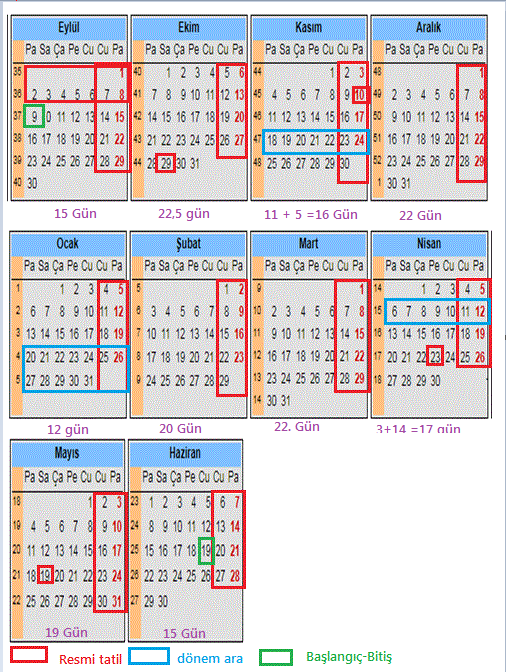 Eylül
Pa Sa Ça Pe Cu Cu Pa
35 1
36 2 3 4 5 6 7 8
37 9 0 11 12 13 14 15
38 16 17 18 19 20 21 22
39 23 24 25 26 27 28 29
40 30
15 Gün
Ekim
Pa Sa Ça Pe Cu Cu Pa
40 1 2 3 4 5 6
41 7 8 9 10 11 12 13
42 14 15 16 17 18 19 20
43 21 22 23 24 25 26 27
44 28 29 30 31
22,5 gün
Kasım
Pa Sa Ça Pe Cu Cu Pa
44 1 2 3
45 4 5 6 7 8 9 10
46 11 12 13 14 15 16 17
47 18 19 20 21 22 23 24
48 25 26 27 28 29 30
11 + 5 =16 Gün
Aralık
Pa Sa Ça Pe Cu Cu Pa
48 1
49 2 3 4 5 6 7 8
50 9 10 11 12 13 14 15
51 16 17 18 19 20 21 22
52 23 24 25 26 27 28 29
1 30 31
22 Gün
Ocak
Pa Sa Ça Pe Cu Cu Pa
1 1 2 3 4 5
2 6 7 8 9 10 11 12
3 13 14 15 16 17 18 19
4 20 21 22 23 24 25 26
5 27 28 29 30 31
12 gün
Şubat
Pa Sa Ça Pe Cu Cu Pa
5 1 2
6 3 4 5 6 7 8 9
7 10 11 12 13 14 15 16
8 17 18 19 20 21 22 23
9 24 25 26 27 28 29
20 Gün
Mart
Pa Sa Ça Pe Cu Cu Pa
9 1
10 2 3 4 5 6 7 8
11 9 10 11 12 13 14 15
12 16 17 18 19 20 21 22
13 23 24 25 26 27 28 29
14 30 31
22. Gün
Nisan
Pa Sa Ça Pe Cu Cu Pa
14 1 2 3 4 5
15 6 7 8 9 10 11 12
16 13 14 15 16 17 18 19
17 20 21 22 23 24 25 26
18 27 28 29 30
3+14 =17 gün
Mayıs
Pa Sa Ça Pe Cu Cu Pa
18 1 2 3
19 4 5 6 7 8 9 10
20 11 12 13 14 15 16 17
21 18 19 20 21 22 23 24
22 25 26 27 28 29 30 31
19 Gün
Haziran
Pa Sa Ça Pe Cu Cu Pa
23 1 2 3 4 5 6 7
24 8 9 10 11 12 13 14
25 15 16 17 18 19 20 21
26 22 23 24 25 26 27 28
27 29 30
15 Gün
Resmi tatil
dönem ara
Başlangıç-Bitiş